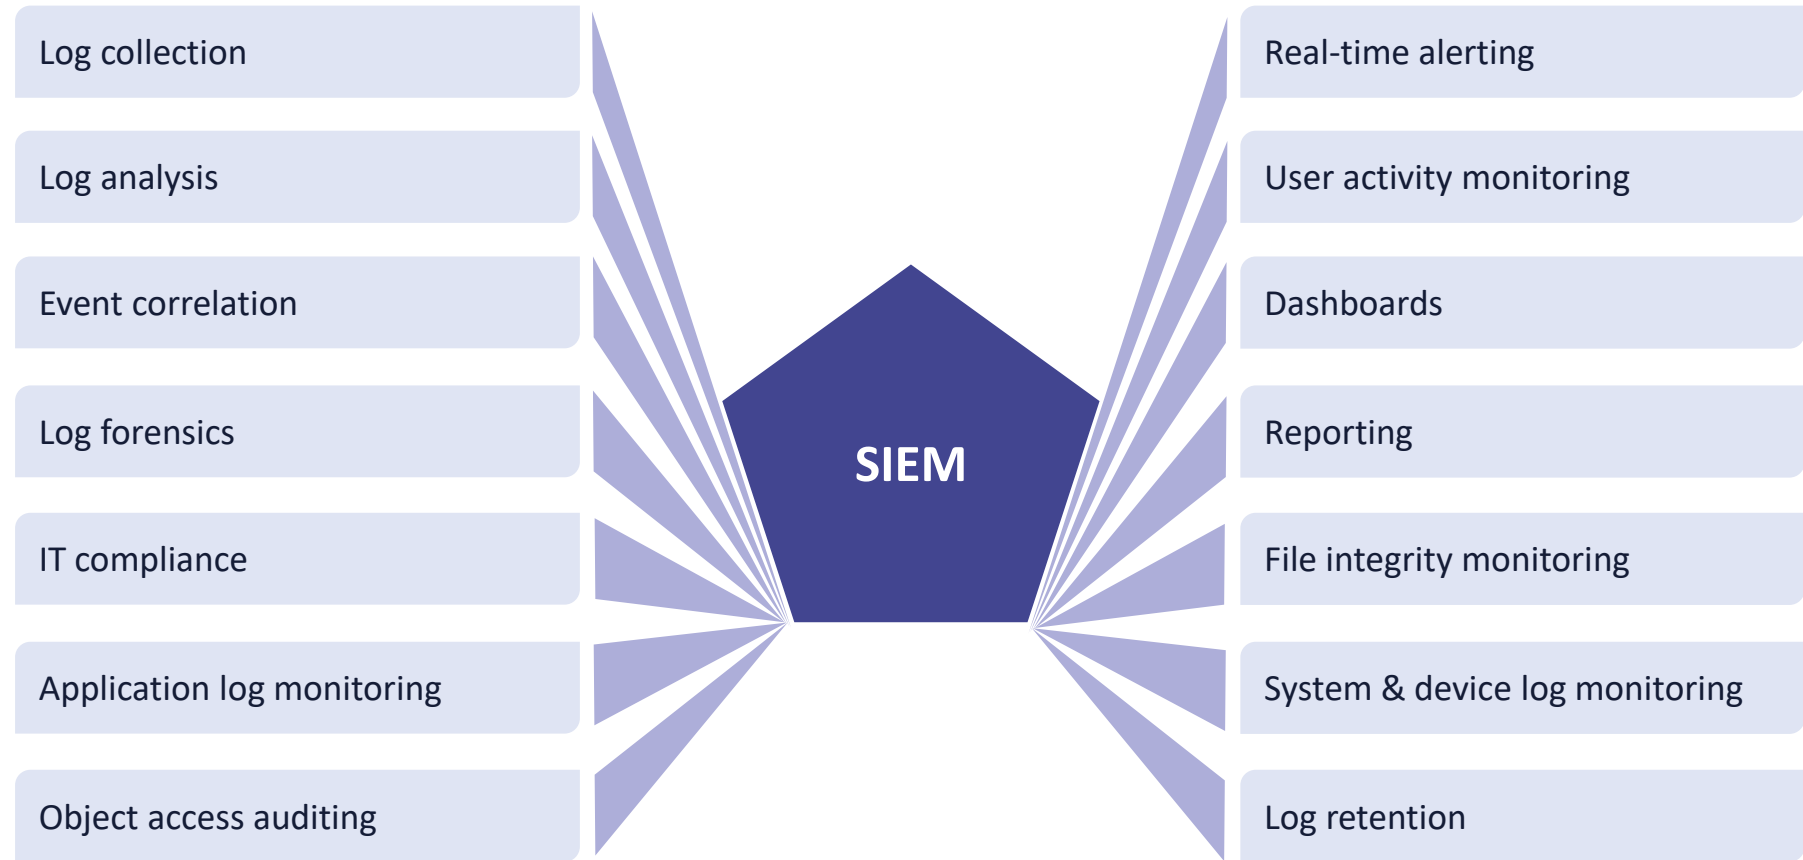 Log collection
Log analysis
Event correlation
Log forensics
IT compliance
Application log monitoring
Object access auditing
SIEM
Real-time alerting
User activity monitoring
Dashboards
Reporting
File integrity monitoring
System & device log monitoring
Log retention